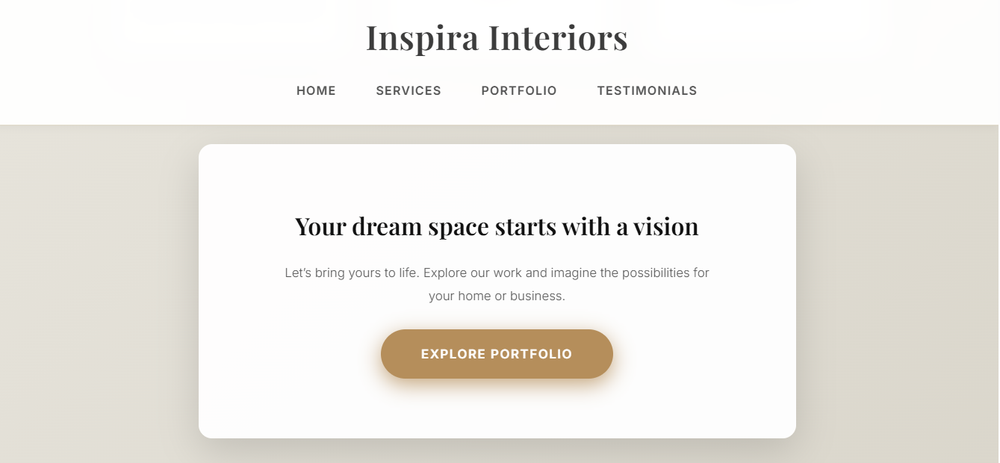 Inspira Interiors
HOME SERVICES PORTFOLIO TESTIMONIALS
Your dream space starts with a vision
Let’s bring yours to life. Explore our work and imagine the possibilities for
your home or business.
EXPLORE PORTFOLIO